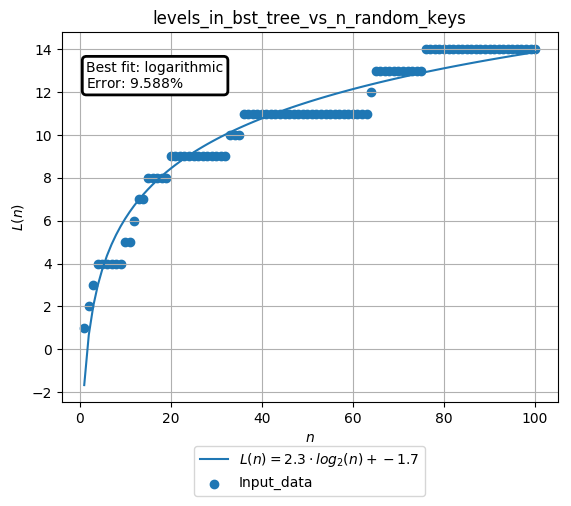 levels_in_bst_tree_vs_n_random_keys
14
12
10
8
6
4
2
0
−2
L(n)
Best fit: logarithmic
Error: 9.588%
0 20 40 60 80 100
n
L(n) = 2.3 · log₂(n) + −1.7
Input_data